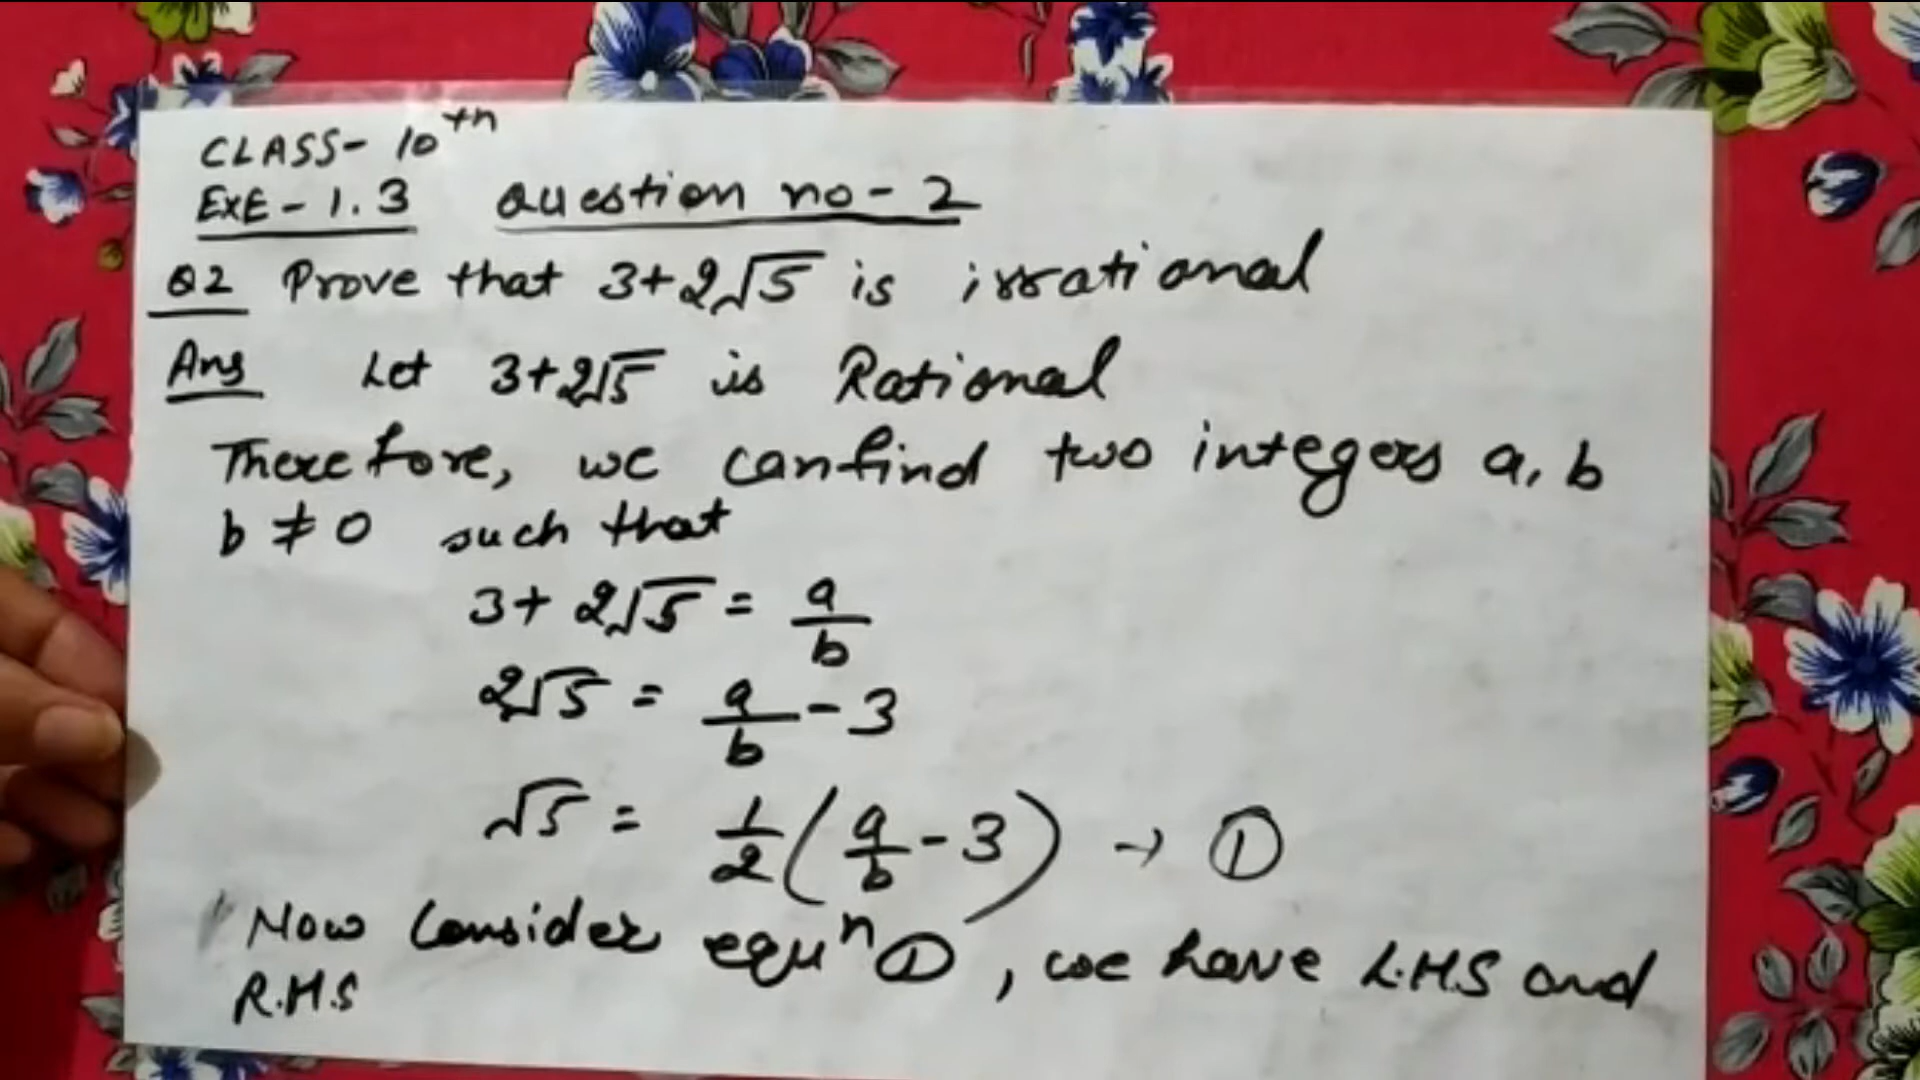 CLASS- 10th
EXE - 1.3 Question no - 2
Q2 Prove that 3+2√5 is irrational
Ans Let 3+2√5 is Rational
Therefore, we can find two integers a, b
b ≠ 0 such that
3+ 2√5 = a/b
2√5 = a/b - 3
√5 = 1/2 (a/b - 3) → ①
Now Consider equⁿ ①, we have L.H.S and
R.H.S